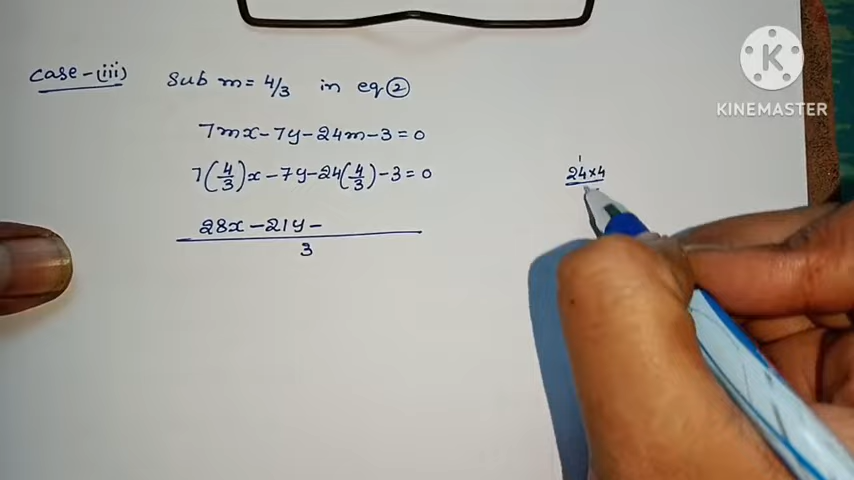 Case-(iii) Sub m = 4/3 in eq ②
7mx - 7y - 24m - 3 = 0
7(4/3)x - 7y - 24(4/3) - 3 = 0
1
24×4
28x - 21y -
3
K
KINEMASTER